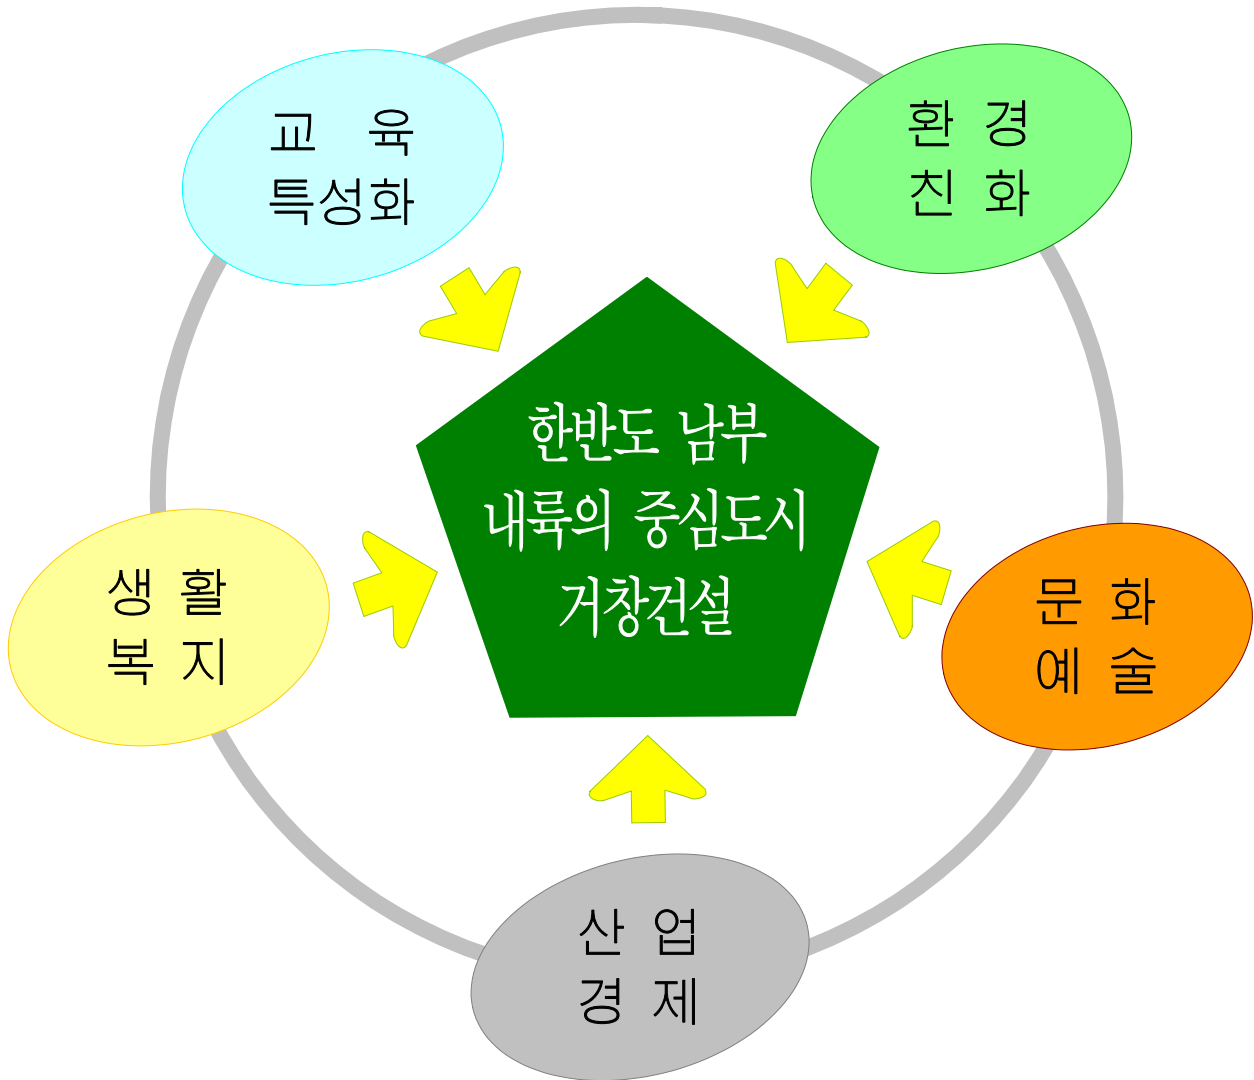 교 육
특성화
환 경
친 화
한반도 남부
내륙의 중심도시
거창건설
생 활
복 지
문 화
예 술
산 업
경 제